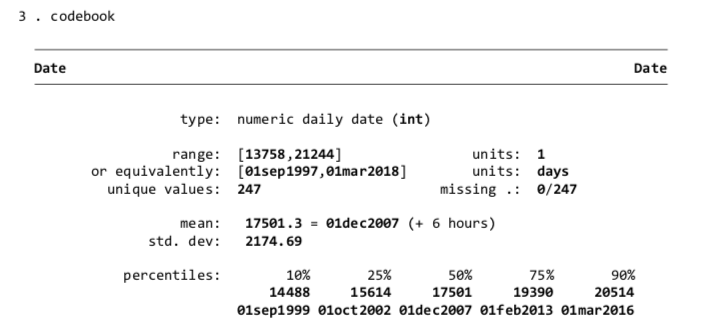 3 . codebook
Date Date
type: numeric daily date (int)
range: [13758,21244] units: 1
or equivalently: [01sep1997,01mar2018] units: days
unique values: 247 missing .: 0/247
mean: 17501.3 = 01dec2007 (+ 6 hours)
std. dev: 2174.69
percentiles: 10% 25% 50% 75% 90%
14488 15614 17501 19390 20514
01sep1999 01oct2002 01dec2007 01feb2013 01mar2016